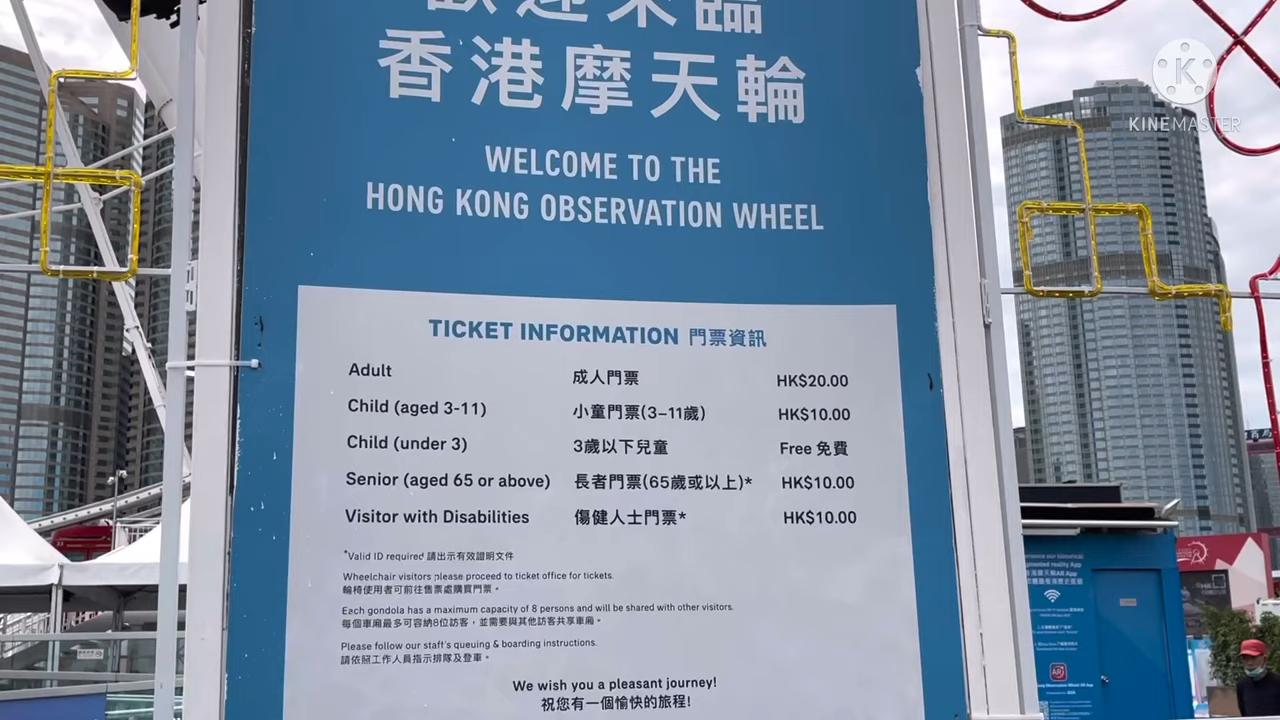 歡迎來臨
香港摩天輪
WELCOME TO THE
HONG KONG OBSERVATION WHEEL
TICKET INFORMATION 門票資訊
Adult 成人門票 HK$20.00
Child (aged 3-11) 小童門票(3–11歲) HK$10.00
Child (under 3) 3歲以下兒童 Free 免費
Senior (aged 65 or above) 長者門票(65歲或以上)* HK$10.00
Visitor with Disabilities 傷健人士門票* HK$10.00
*Valid ID required 請出示有效證明文件
Wheelchair visitors please proceed to ticket office for tickets.
輪椅使用者可前往售票處購買門票。
Each gondola has a maximum capacity of 8 persons and will be shared with other visitors.
每個車廂最多可容納8位訪客，並需要與其他訪客共享車廂。
Please follow our staff's queuing & boarding instructions.
請依照工作人員指示排隊及登車。
We wish you a pleasant journey!
祝您有一個愉快的旅程!
KINEMASTER
AR